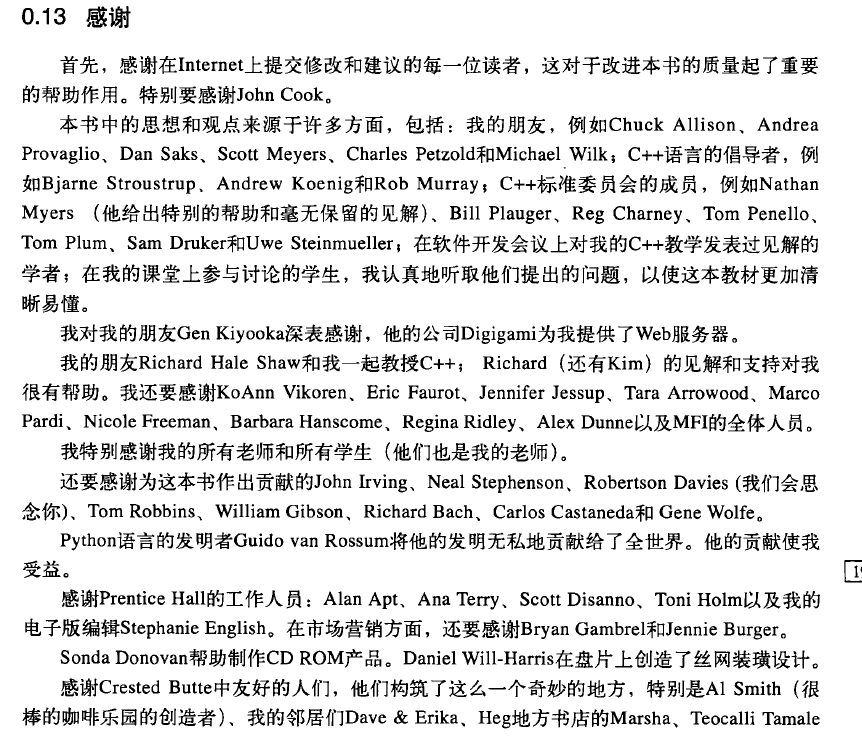 0.13 感谢
首先，感谢在Internet上提交修改和建议的每一位读者，这对于改进本书的质量起了重要
的帮助作用。特别要感谢John Cook。
本书中的思想和观点来源于许多方面，包括：我的朋友，例如Chuck Allison、Andrea
Provaglio、Dan Saks、Scott Meyers、Charles Petzold和Michael Wilk；C++语言的倡导者，例
如Bjarne Stroustrup、Andrew Koenig和Rob Murray；C++标准委员会的成员，例如Nathan
Myers （他给出特别的帮助和毫无保留的见解）、Bill Plauger、Reg Charney、Tom Penello、
Tom Plum、Sam Druker和Uwe Steinmueller；在软件开发会议上对我的C++教学发表过见解的
学者；在我的课堂上参与讨论的学生，我认真地听取他们提出的问题，以使这本教材更加清
晰易懂。
我对我的朋友Gen Kiyooka深表感谢，他的公司Digigami为我提供了Web服务器。
我的朋友Richard Hale Shaw和我一起教授C++； Richard（还有Kim）的见解和支持对我
很有帮助。我还要感谢KoAnn Vikoren、Eric Faurot、Jennifer Jessup、Tara Arrowood、Marco
Pardi、Nicole Freeman、Barbara Hanscome、Regina Ridley、Alex Dunne以及MFI的全体人员。
我特别感谢我的所有老师和所有学生（他们也是我的老师）。
还要感谢为这本书作出贡献的John Irving、Neal Stephenson、Robertson Davies (我们会思
念你)、Tom Robbins、William Gibson、Richard Bach、Carlos Castaneda和 Gene Wolfe。
Python语言的发明者Guido van Rossum将他的发明无私地贡献给了全世界。他的贡献使我
受益。
感谢Prentice Hall的工作人员：Alan Apt、Ana Terry、Scott Disanno、Toni Holm以及我的
电子版编辑Stephanie English。在市场营销方面，还要感谢Bryan Gambrel和Jennie Burger。
Sonda Donovan帮助制作CD ROM产品。Daniel Will-Harris在盘片上创造了丝网装璜设计。
感谢Crested Butte中友好的人们，他们构筑了这么一个奇妙的地方，特别是Al Smith（很
棒的咖啡乐园的创造者）、我的邻居们Dave & Erika、Heg地方书店的Marsha、Teocalli Tamale